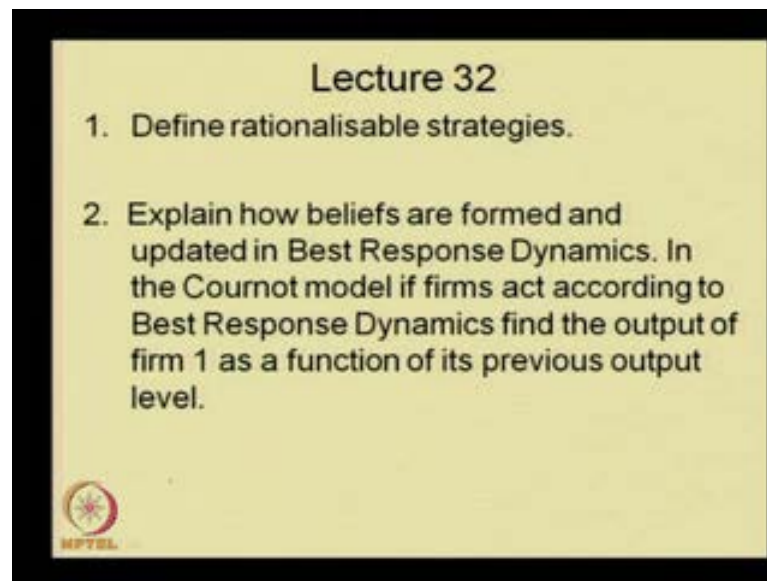 Lecture 32
1. Define rationalisable strategies.
2. Explain how beliefs are formed and
updated in Best Response Dynamics. In
the Cournot model if firms act according to
Best Response Dynamics find the output of
firm 1 as a function of its previous output
level.
NPTEL